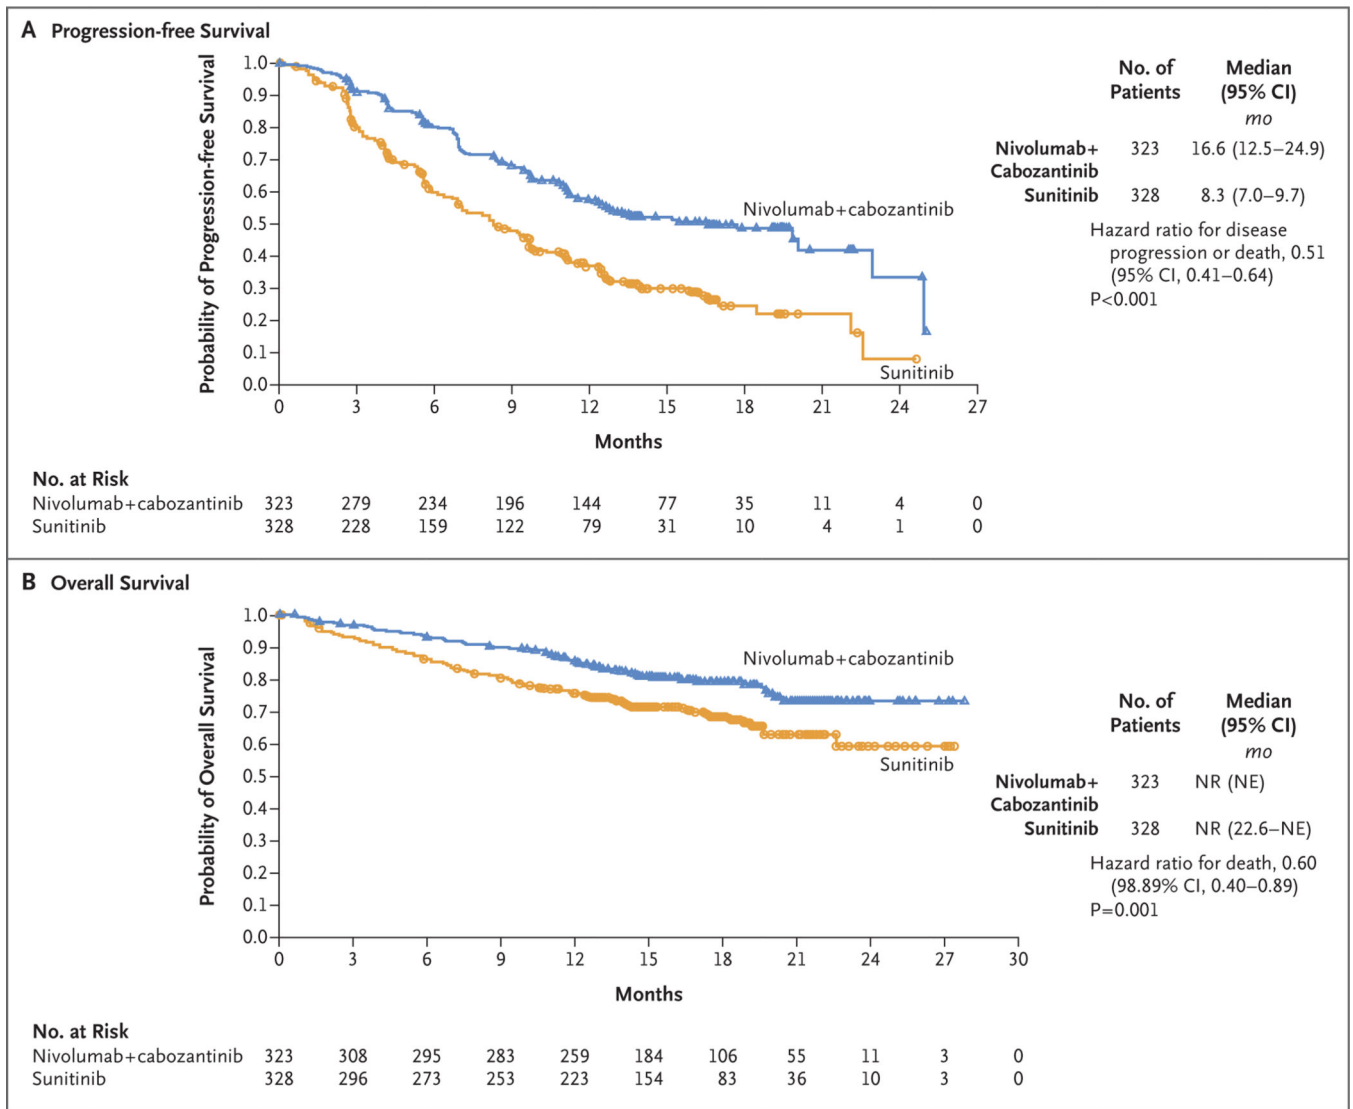 A Progression-free Survival
Probability of Progression-free Survival
1.0
0.9
0.8
0.7
0.6
0.5
0.4
0.3
0.2
0.1
0.0
Nivolumab+cabozantinib
Sunitinib
0 3 6 9 12 15 18 21 24 27
Months
No. of Patients Median (95% CI)
mo
Nivolumab+
Cabozantinib 323 16.6 (12.5–24.9)
Sunitinib 328 8.3 (7.0–9.7)
Hazard ratio for disease
progression or death, 0.51
(95% CI, 0.41–0.64)
P<0.001
No. at Risk
Nivolumab+cabozantinib 323 279 234 196 144 77 35 11 4 0
Sunitinib 328 228 159 122 79 31 10 4 1 0
B Overall Survival
Probability of Overall Survival
1.0
0.9
0.8
0.7
0.6
0.5
0.4
0.3
0.2
0.1
0.0
Nivolumab+cabozantinib
Sunitinib
0 3 6 9 12 15 18 21 24 27 30
Months
No. of Patients Median (95% CI)
mo
Nivolumab+
Cabozantinib 323 NR (NE)
Sunitinib 328 NR (22.6–NE)
Hazard ratio for death, 0.60
(98.89% CI, 0.40–0.89)
P=0.001
No. at Risk
Nivolumab+cabozantinib 323 308 295 283 259 184 106 55 11 3 0
Sunitinib 328 296 273 253 223 154 83 36 10 3 0